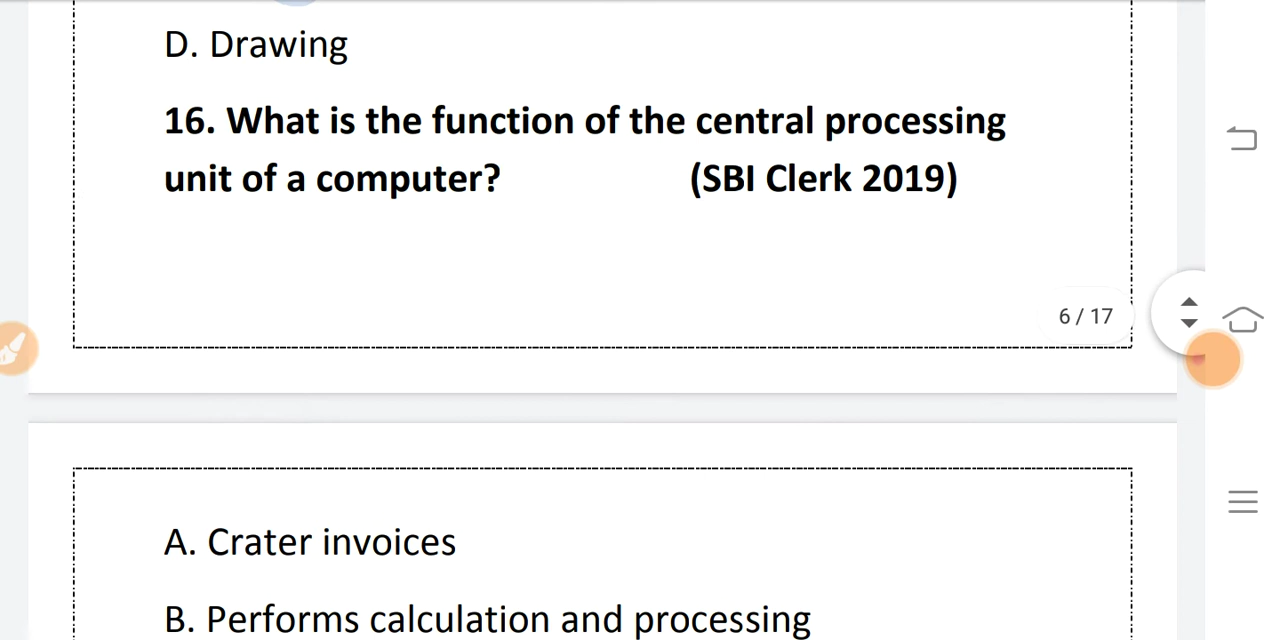 D. Drawing
16. What is the function of the central processing
unit of a computer? (SBI Clerk 2019)
6 / 17
A. Crater invoices
B. Performs calculation and processing